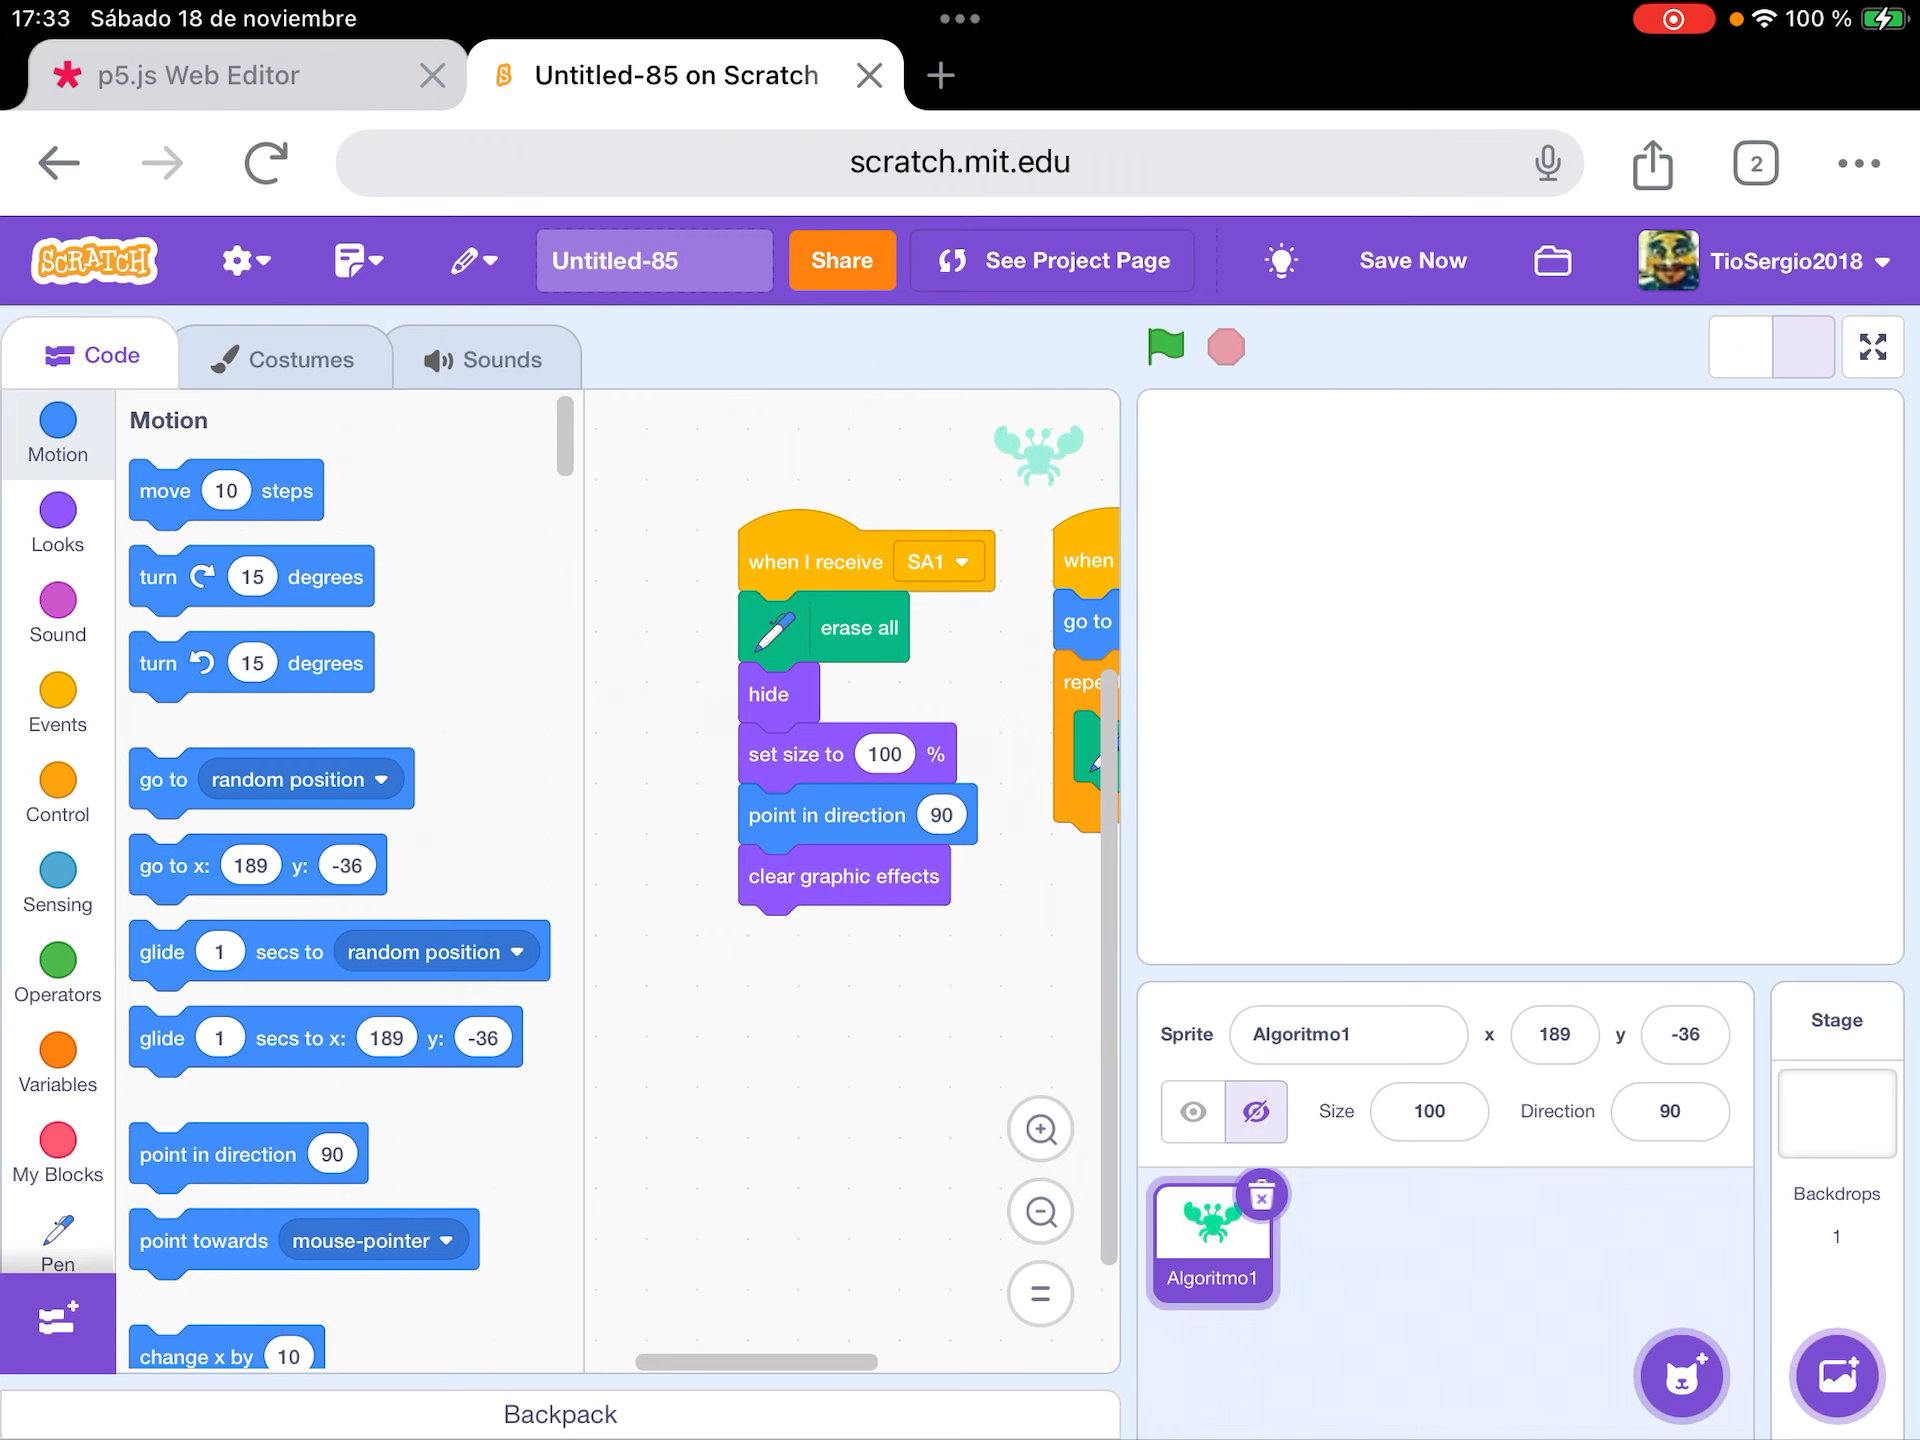 17:33 Sábado 18 de noviembre
100 %
p5.js Web Editor
Untitled-85 on Scratch
scratch.mit.edu
2
SCRATCH
Untitled-85
Share
See Project Page
Save Now
TioSergio2018
Code
Costumes
Sounds
Motion
Looks
Sound
Events
Control
Sensing
Operators
Variables
My Blocks
Pen
Motion
move 10 steps
turn 15 degrees
turn 15 degrees
go to random position
go to x: 189 y: -36
glide 1 secs to random position
glide 1 secs to x: 189 y: -36
point in direction 90
point towards mouse-pointer
change x by 10
when I receive SA1
erase all
hide
set size to 100 %
point in direction 90
clear graphic effects
when
go to
Sprite Algoritmo1 x 189 y -36
Size 100 Direction 90
Algoritmo1
Stage
Backdrops
1
Backpack